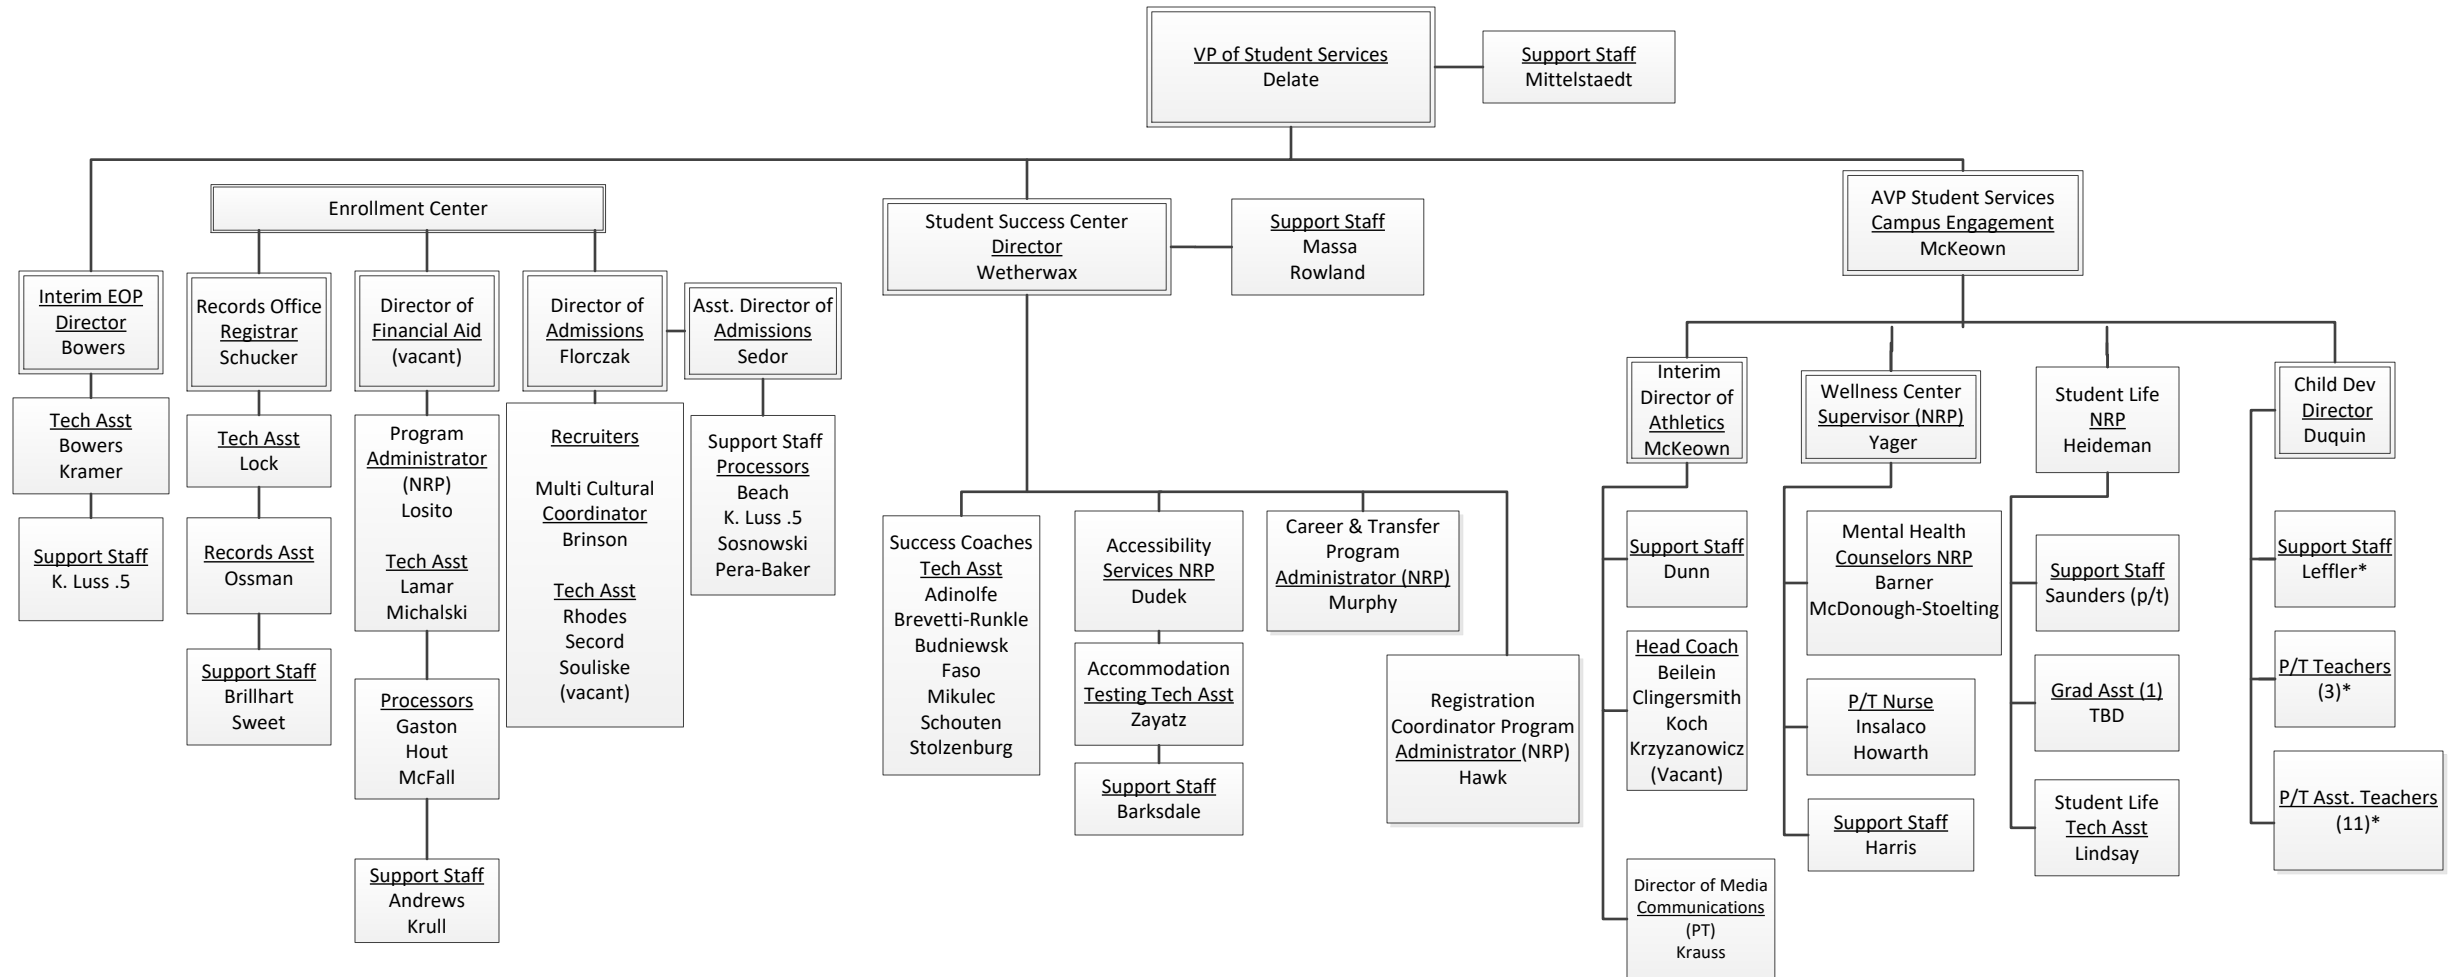 VP of Student Services
Delate
Support Staff
Mittelstaedt
Enrollment Center
Student Success Center
Director
Wetherwax
Support Staff
Massa
Rowland
AVP Student Services
Campus Engagement
McKeown
Interim EOP
Director
Bowers
Tech Asst
Bowers
Kramer
Support Staff
K. Luss .5
Records Office
Registrar
Schucker
Tech Asst
Lock
Records Asst
Ossman
Support Staff
Brillhart
Sweet
Director of
Financial Aid
(vacant)
Program
Administrator
(NRP)
Losito
Tech Asst
Lamar
Michalski
Processors
Gaston
Hout
McFall
Support Staff
Andrews
Krull
Director of
Admissions
Florczak
Recruiters
Multi Cultural
Coordinator
Brinson
Tech Asst
Rhodes
Secord
Souliske
(vacant)
Asst. Director of
Admissions
Sedor
Support Staff
Processors
Beach
K. Luss .5
Sosnowski
Pera-Baker
Success Coaches
Tech Asst
Adinolfe
Brevetti-Runkle
Budniewsk
Faso
Mikulec
Schouten
Stolzenburg
Accessibility
Services NRP
Dudek
Accommodation
Testing Tech Asst
Zayatz
Support Staff
Barksdale
Career & Transfer
Program
Administrator (NRP)
Murphy
Registration
Coordinator Program
Administrator (NRP)
Hawk
Interim
Director of
Athletics
McKeown
Support Staff
Dunn
Head Coach
Beilein
Clingersmith
Koch
Krzyzanowicz
(Vacant)
Director of Media
Communications
(PT)
Krauss
Wellness Center
Supervisor (NRP)
Yager
Mental Health
Counselors NRP
Barner
McDonough-Stoelting
P/T Nurse
Insalaco
Howarth
Support Staff
Harris
Student Life
NRP
Heideman
Support Staff
Saunders (p/t)
Grad Asst (1)
TBD
Student Life
Tech Asst
Lindsay
Child Dev
Director
Duquin
Support Staff
Leffler*
P/T Teachers
(3)*
P/T Asst. Teachers
(11)*